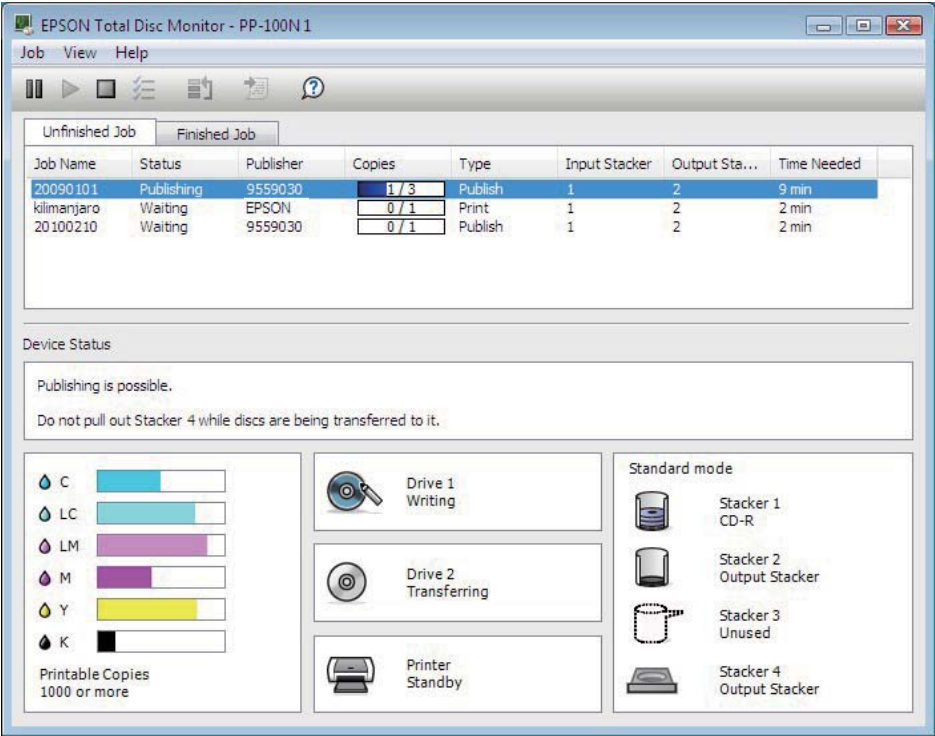 EPSON Total Disc Monitor - PP-100N 1
Job View Help
Unfinished Job Finished Job
Job Name Status Publisher Copies Type Input Stacker Output Sta... Time Needed
20090101 Publishing 9559030 1 / 3 Publish 1 2 9 min
kilimanjaro Waiting EPSON 0 / 1 Print 1 2 2 min
20100210 Waiting 9559030 0 / 1 Publish 1 2 2 min
Device Status
Publishing is possible.
Do not pull out Stacker 4 while discs are being transferred to it.
C
LC
LM
M
Y
K
Printable Copies
1000 or more
Drive 1
Writing
Drive 2
Transferring
Printer
Standby
Standard mode
Stacker 1
CD-R
Stacker 2
Output Stacker
Stacker 3
Unused
Stacker 4
Output Stacker